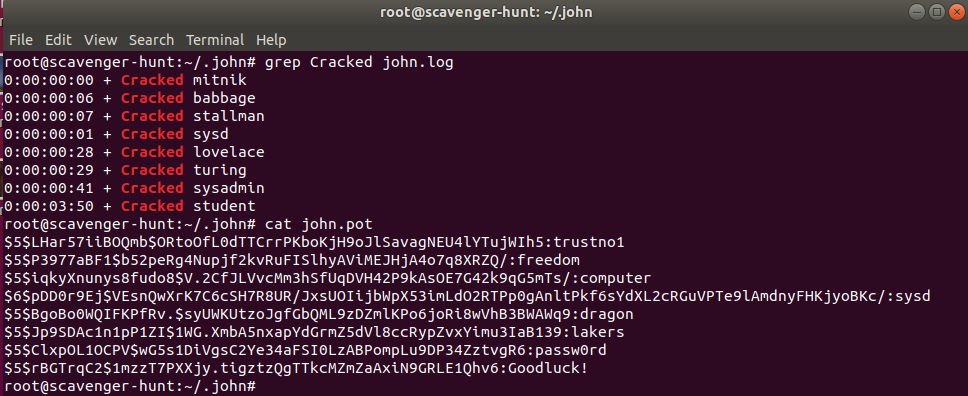 root@scavenger-hunt: ~/.john
File Edit View Search Terminal Help
root@scavenger-hunt:~/.john# grep Cracked john.log
0:00:00:00 + Cracked mitnik
0:00:00:06 + Cracked babbage
0:00:00:07 + Cracked stallman
0:00:00:01 + Cracked sysd
0:00:00:28 + Cracked lovelace
0:00:00:29 + Cracked turing
0:00:00:41 + Cracked sysadmin
0:00:03:50 + Cracked student
root@scavenger-hunt:~/.john# cat john.pot
$5$LHar57iiBOQmb$ORtoOfL0dTTCrrPKboKjH9oJlSavagNEU4lYTujWIh5:trustno1
$5$P3977aBF1$b52peRg4Nupjf2kvRuFISlhyAViMEJHjA4o7q8XRZQ/:freedom
$5$iqkyXnunys8fudo8$V.2CfJLVvcMm3hSfUqDVH42P9kAsOE7G42k9qG5mTs/:computer
$6$pDD0r9Ej$VEsnQwXrK7C6cSH7R8UR/JxsUOIijbWpX53imLdO2RTPp0gAnltPkf6sYdXL2cRGuVPTe9lAmdnyFHKjyoBKc/:sysd
$5$BgoBo0WQIFKPfRv.$syUWKUtzoJgfGbQML9zDZmlKPo6joRi8wVhB3BWAWq9:dragon
$5$Jp9SDAc1n1pP1ZI$1WG.XmbA5nxapYdGrmZ5dVl8ccRypZvxYimu3IaB139:lakers
$5$ClxpOL1OCPV$wG5s1DiVgsC2Ye34aFSI0LzABPompLu9DP34ZztvgR6:passw0rd
$5$rBGTrqC2$1mzzT7PXXjy.tigztzQgTTkcMZmZaAxiN9GRLE1Qhv6:Goodluck!
root@scavenger-hunt:~/.john#